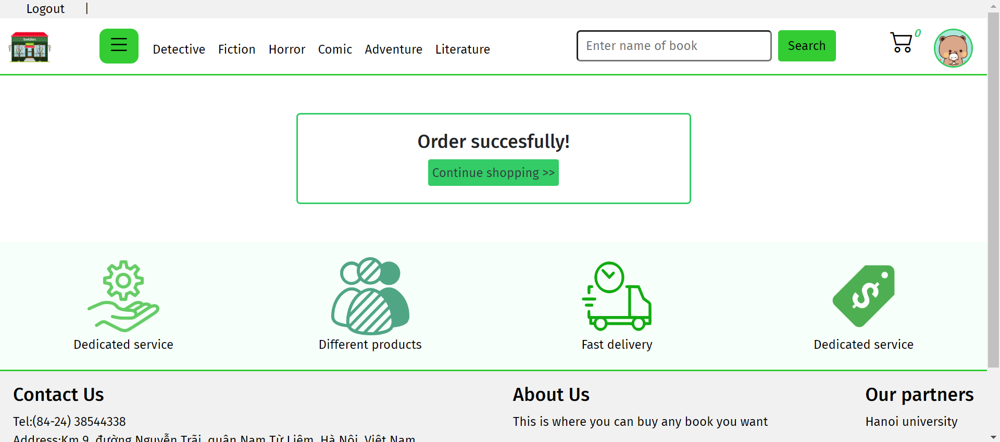 Logout |
BookStore
Detective Fiction Horror Comic Adventure Literature
Enter name of book
Search
0
Order succesfully!
Continue shopping >>
Dedicated service
Different products
Fast delivery
Dedicated service
Contact Us
Tel:(84-24) 38544338
Address:Km 9, đường Nguyễn Trãi, quận Nam Từ Liêm, Hà Nội, Việt Nam
About Us
This is where you can buy any book you want
Our partners
Hanoi university